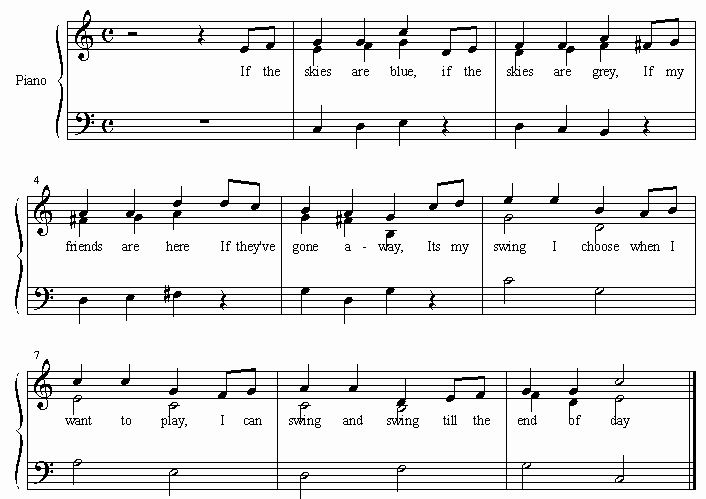 If the skies are blue, if the skies are grey, If my
Piano
4
friends are here If they've gone a - way, Its my swing I choose when I
7
want to play, I can swing and swing till the end of day